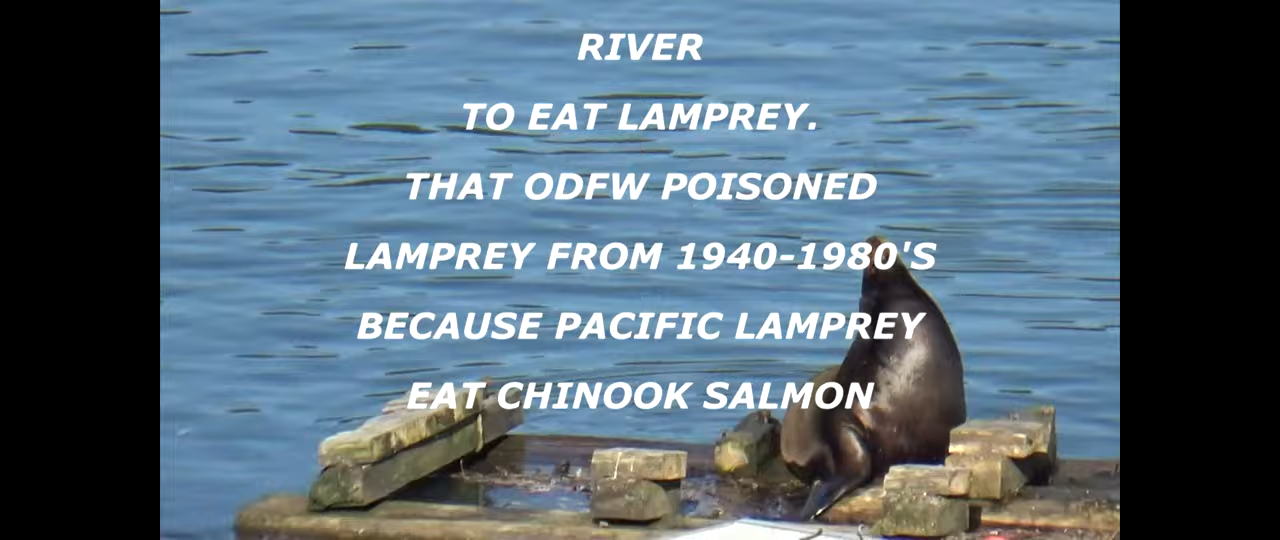 RIVER
TO EAT LAMPREY.
THAT ODFW POISONED
LAMPREY FROM 1940-1980'S
BECAUSE PACIFIC LAMPREY
EAT CHINOOK SALMON